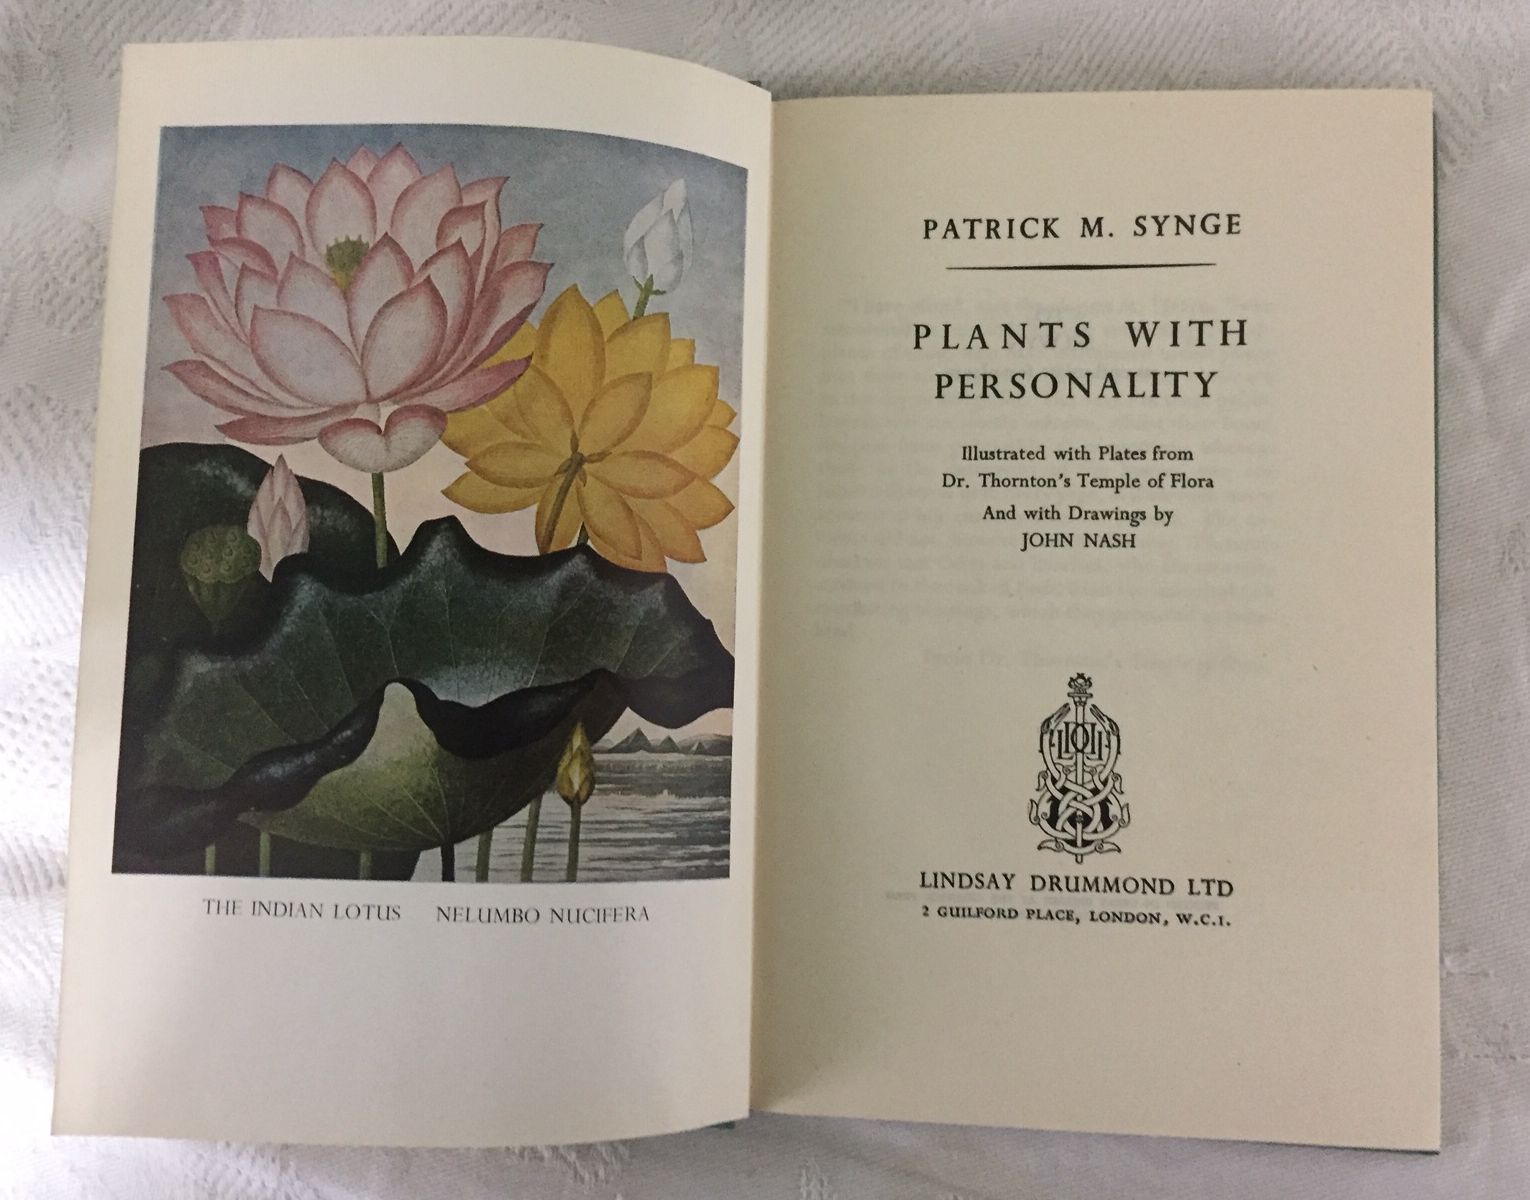 THE INDIAN LOTUS NELUMBO NUCIFERA
PATRICK M. SYNGE
PLANTS WITH
PERSONALITY
Illustrated with Plates from
Dr. Thornton's Temple of Flora
And with Drawings by
JOHN NASH
LINDSAY DRUMMOND LTD
2 GUILFORD PLACE, LONDON, W.C.1.